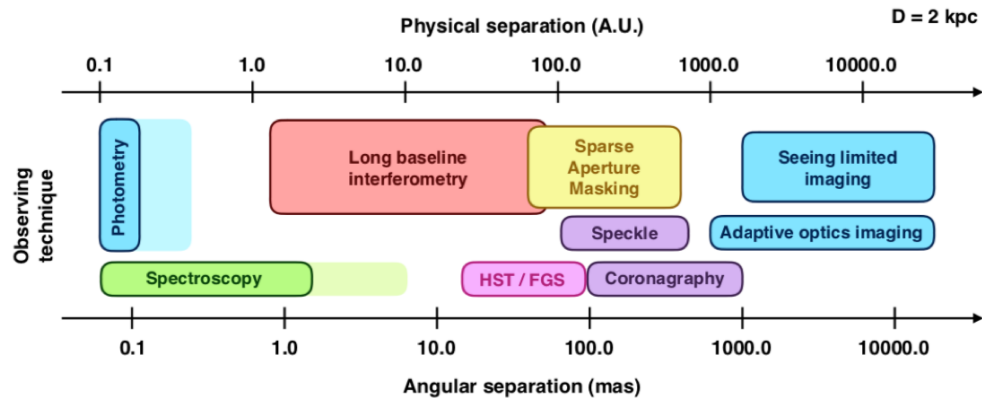 Physical separation (A.U.)
D = 2 kpc
0.1 1.0 10.0 100.0 1000.0 10000.0
Observing
technique
Photometry
Long baseline
interferometry
Sparse
Aperture
Masking
Seeing limited
imaging
Speckle
Adaptive optics imaging
Spectroscopy
HST / FGS
Coronagraphy
0.1 1.0 10.0 100.0 1000.0 10000.0
Angular separation (mas)